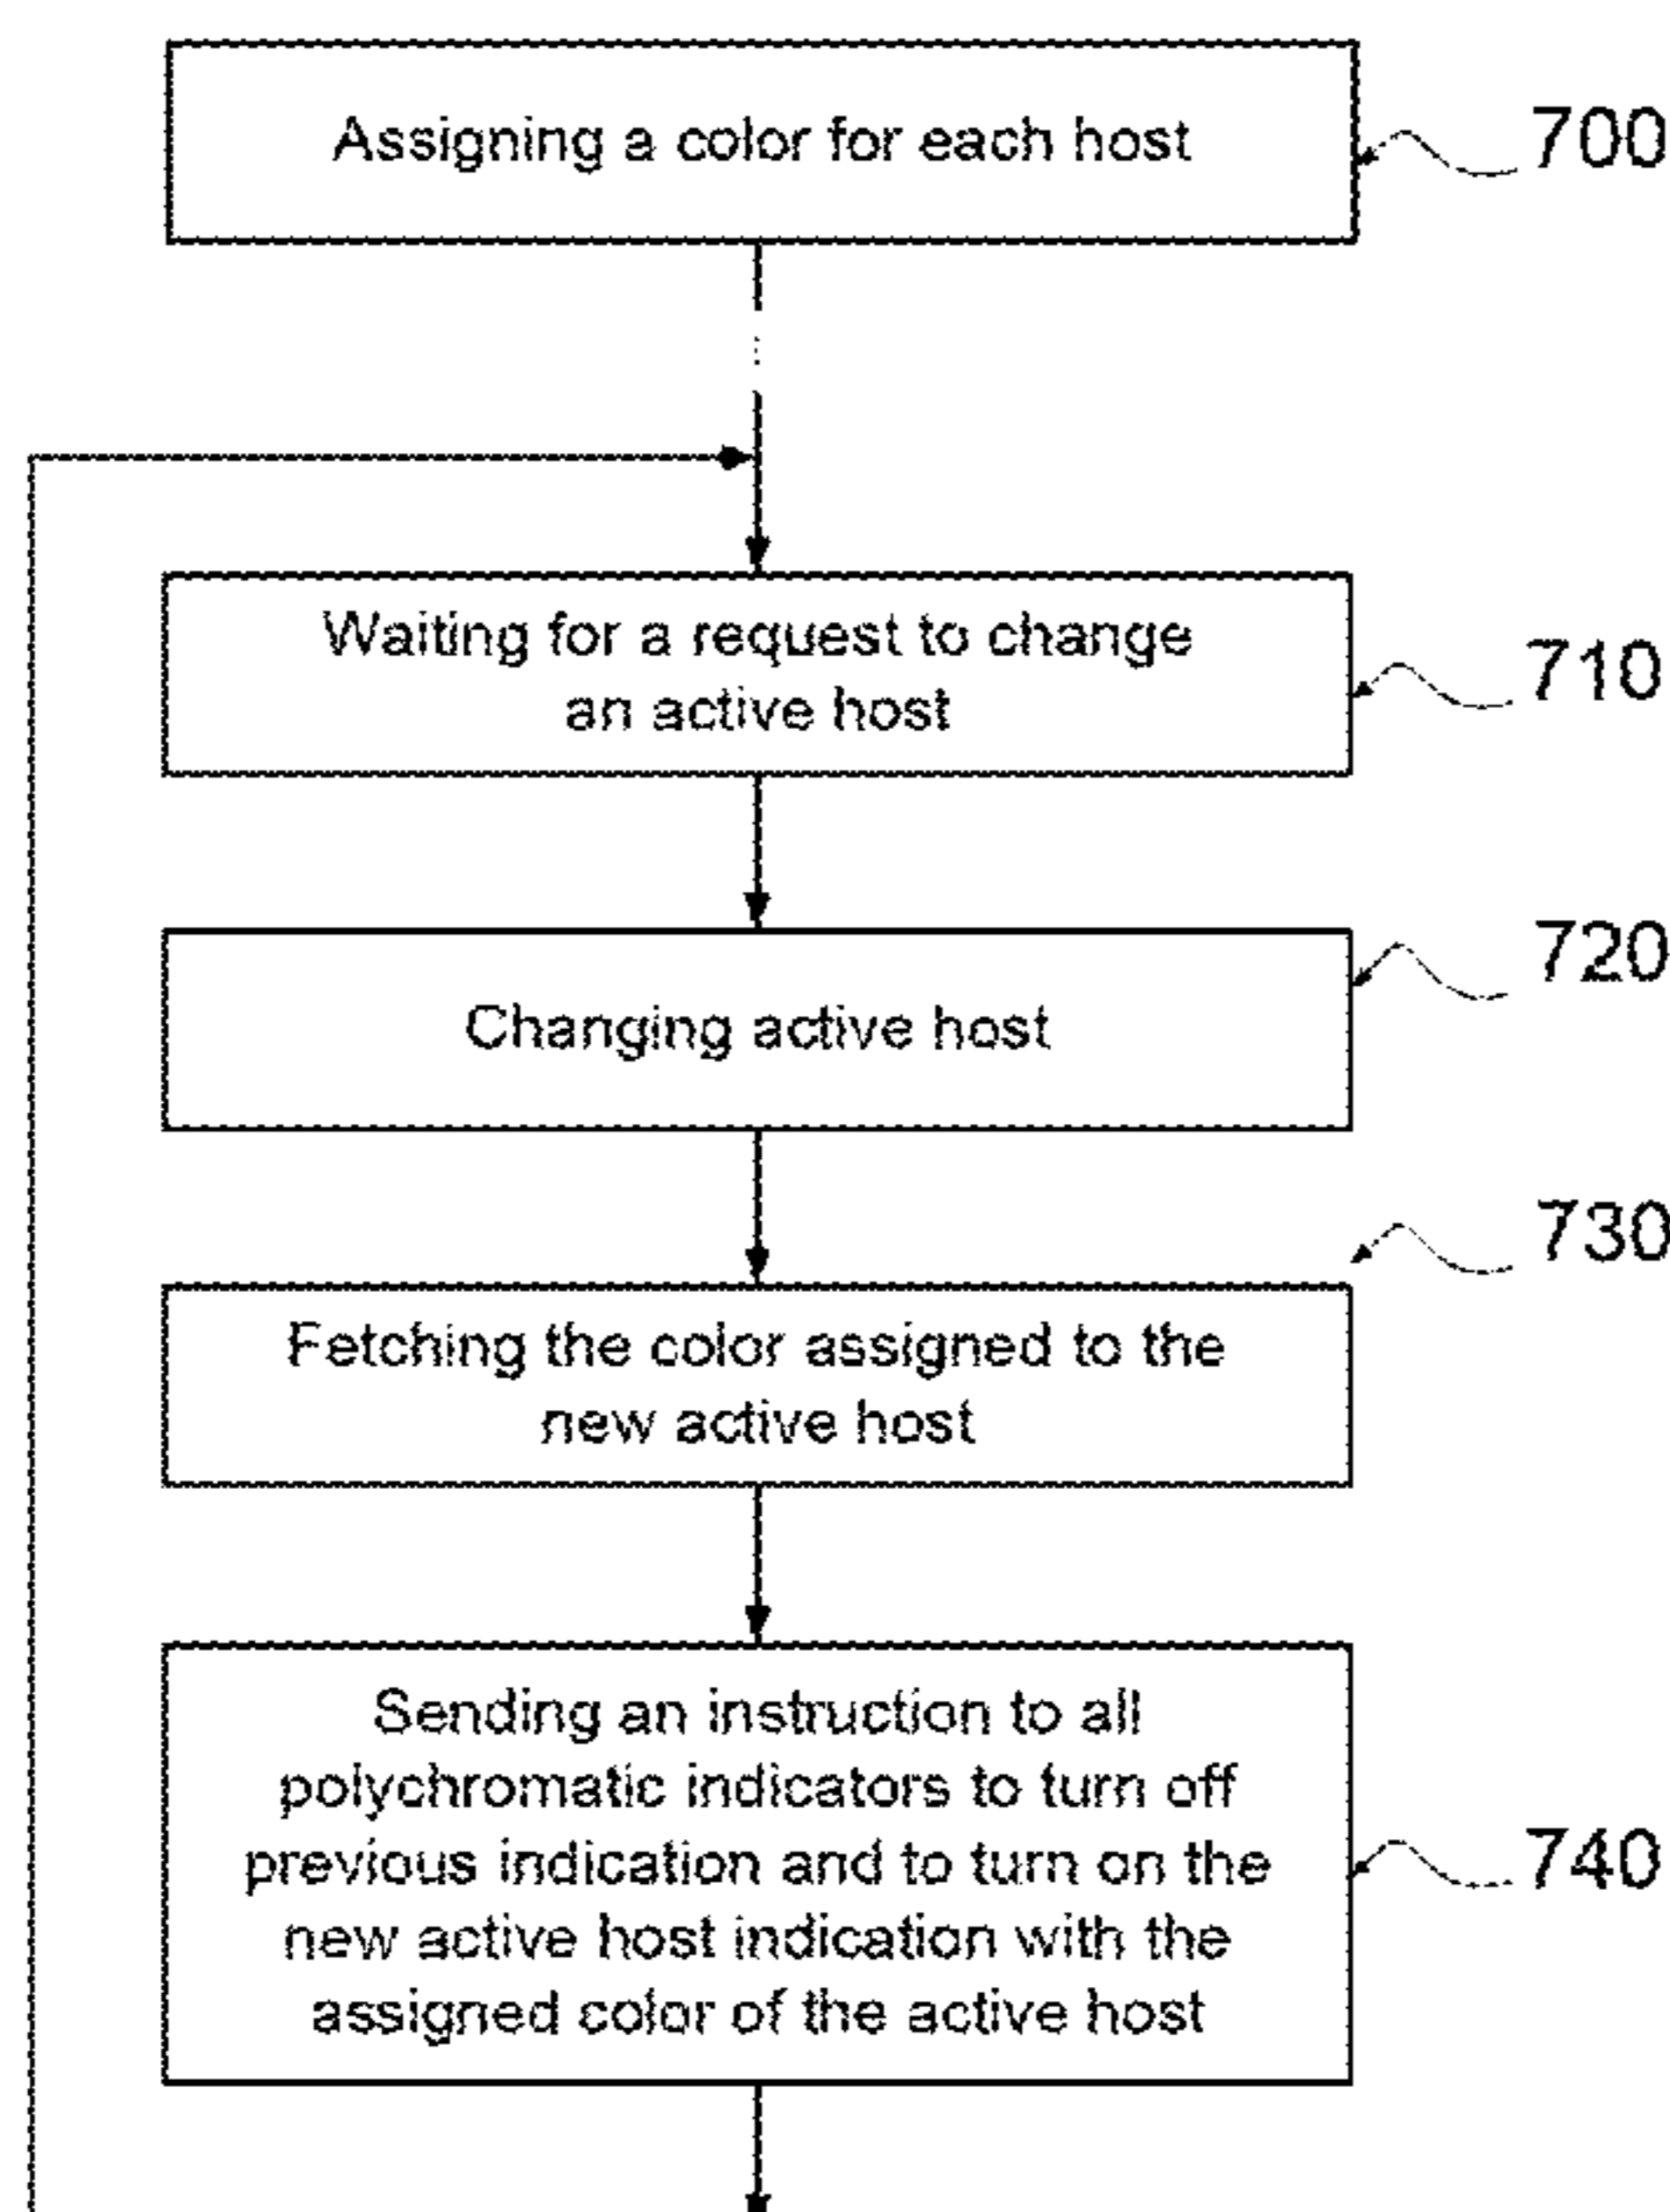 Assigning a color for each host
700
Waiting for a request to change
an active host
710
720
Changing active host
730
Fetching the color assigned to the
new active host
Sending an instruction to all
polychromatic indicators to turn off
previous indication and to turn on the
740
new active host indication with the
assigned color of the active host